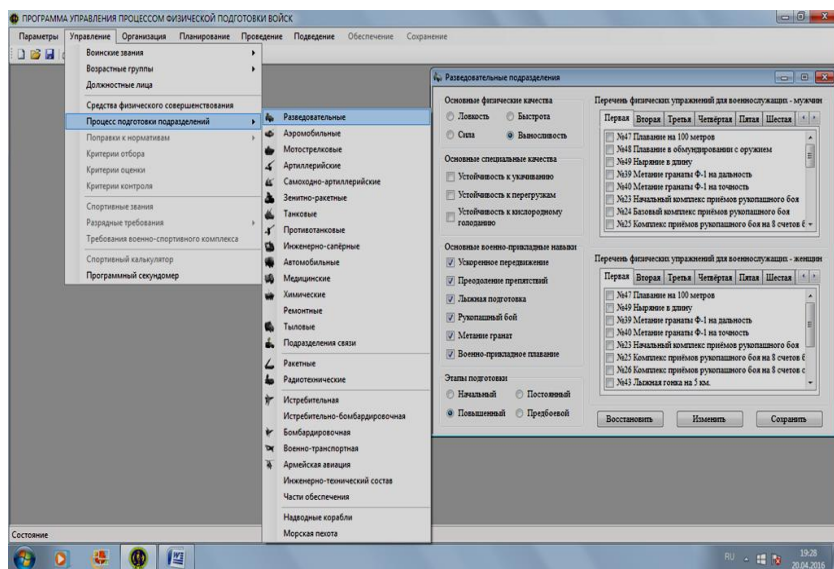 ПРОГРАММА УПРАВЛЕНИЯ ПРОЦЕССОМ ФИЗИЧЕСКОЙ ПОДГОТОВКИ ВОЙСК
Параметры Управление Организация Планирование Проведение Подведение Обеспечение Сохранение
Воинские звания
Возрастные группы
Должностные лица
Средства физического совершенствования
Процесс подготовки подразделений
Поправки к нормативам
Критерии отбора
Критерии оценки
Критерии контроля
Спортивные звания
Разрядные требования
Требования военно-спортивного комплекса
Спортивный калькулятор
Программный секундомер
Разведовательные
Аэромобильные
Мотострелковые
Артиллерийские
Самоходно-артиллерийские
Зенитно-ракетные
Танковые
Противотанковые
Инженерно-сапёрные
Автомобильные
Медицинские
Химические
Ремонтные
Тыловые
Подразделения связи
Ракетные
Радиотехнические
Истребительная
Истребительно-бомбардировочная
Бомбардировочная
Военно-транспортная
Армейская авиация
Инженерно-технический состав
Части обеспечения
Надводные корабли
Морская пехота
Разведовательные подразделения
Основные физические качества
Ловкость Быстрота
Сила Выносливость
Основные специальные качества
Устойчивость к укачиванию
Устойчивость к перегрузкам
Устойчивость к кислородному
голоданию
Основные военно-прикладные навыки
Ускоренное передвижение
Преодоление препятствий
Лыжная подготовка
Рукопашный бой
Метание гранат
Военно-прикладное плавание
Этапы подготовки
Начальный Постоянный
Повышенный Предбоевой
Перечень физических упражнений для военнослужащих - мужчин
Первая Вторая Третья Четвёртая Пятая Шестая
№47 Плавание на 100 метров
№48 Плавание в обмундировании с оружием
№49 Ныряние в длину
№39 Метание гранаты Ф-1 на дальность
№40 Метание гранаты Ф-1 на точность
№23 Начальный комплекс приёмов рукопашного боя
№24 Базовый комплекс приёмов рукопашного боя
№25 Комплекс приёмов рукопашного боя на 8 счетов
Перечень физических упражнений для военнослужащих - женщин
Первая Вторая Третья Четвёртая Пятая Шестая
№47 Плавание на 100 метров
№49 Ныряние в длину
№39 Метание гранаты Ф-1 на дальность
№40 Метание гранаты Ф-1 на точность
№23 Начальный комплекс приёмов рукопашного боя
№25 Комплекс приёмов рукопашного боя на 8 счетов
№26 Комплекс приёмов рукопашного боя на 8 счетов с
№43 Лыжная гонка на 5 км.
Восстановить Изменить Сохранить
Состояние
RU 19:28
20.04.2016